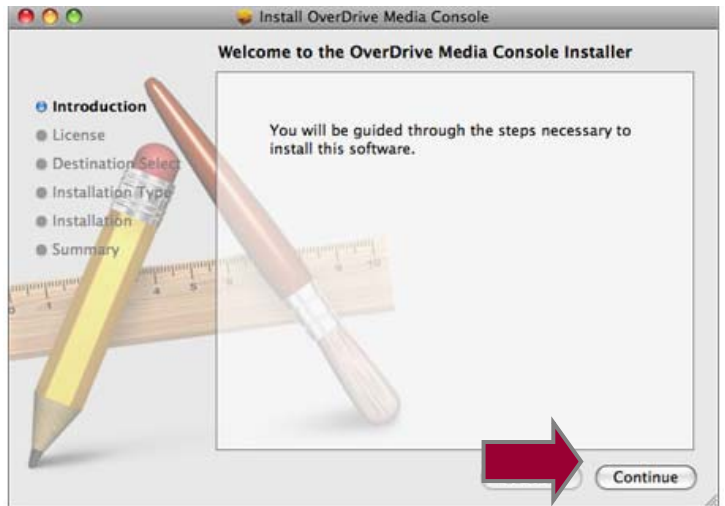 Install OverDrive Media Console
Welcome to the OverDrive Media Console Installer
Introduction
License
Destination Select
Installation Type
Installation
Summary
You will be guided through the steps necessary to
install this software.
Continue